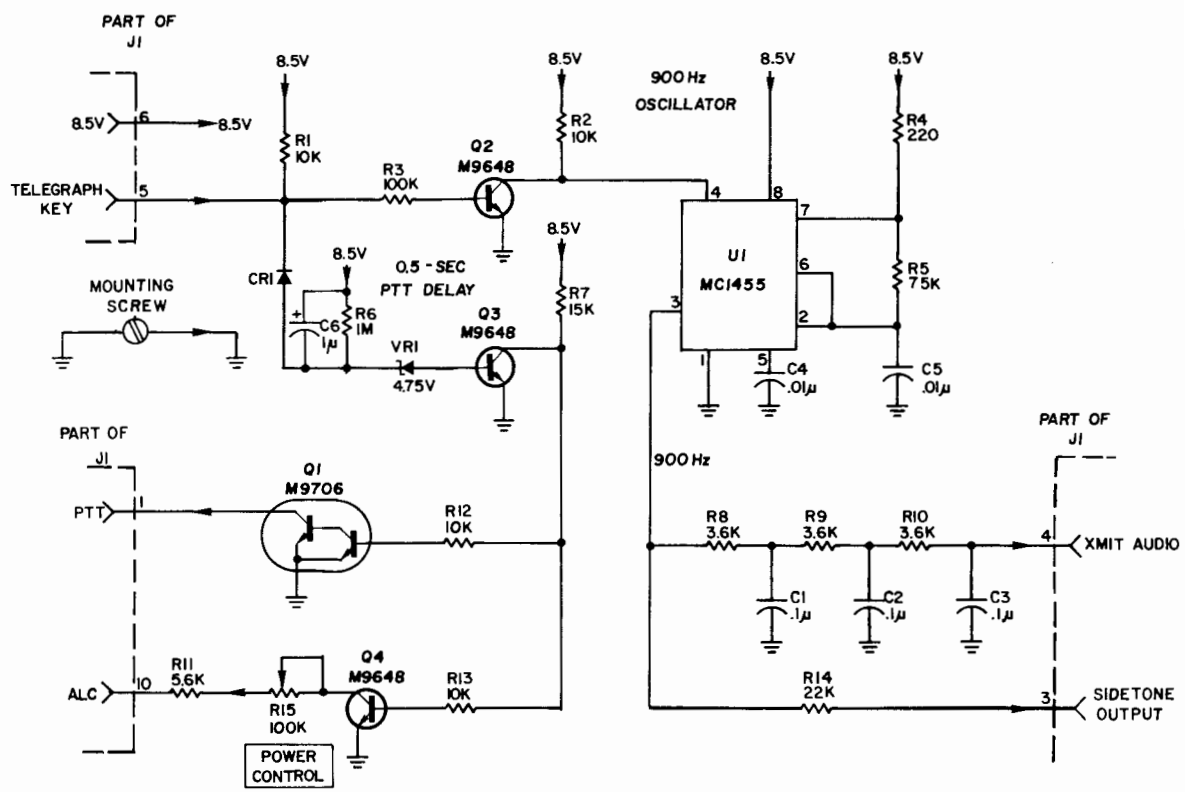 PART OF
J1
8.5V
6
8.5V
TELEGRAPH
KEY
5
8.5V
R1
10K
R3
100K
Q2
M9648
8.5V
R2
10K
900 Hz
OSCILLATOR
8.5V
8.5V
R4
220
4
8
7
U1
MC1455
6
3
2
1
5
R5
75K
C4
.01µ
C5
.01µ
MOUNTING
SCREW
CR1
8.5V
0.5-SEC
PTT DELAY
+
C6
1µ
R6
1M
VR1
4.75V
Q3
M9648
8.5V
R7
15K
PART OF
J1
PTT
1
Q1
M9706
R12
10K
900 Hz
R8
3.6K
R9
3.6K
R10
3.6K
C1
.1µ
C2
.1µ
C3
.1µ
PART OF
J1
4
XMIT AUDIO
ALC
10
R11
5.6K
R15
100K
POWER
CONTROL
Q4
M9648
R13
10K
R14
22K
3
SIDETONE
OUTPUT